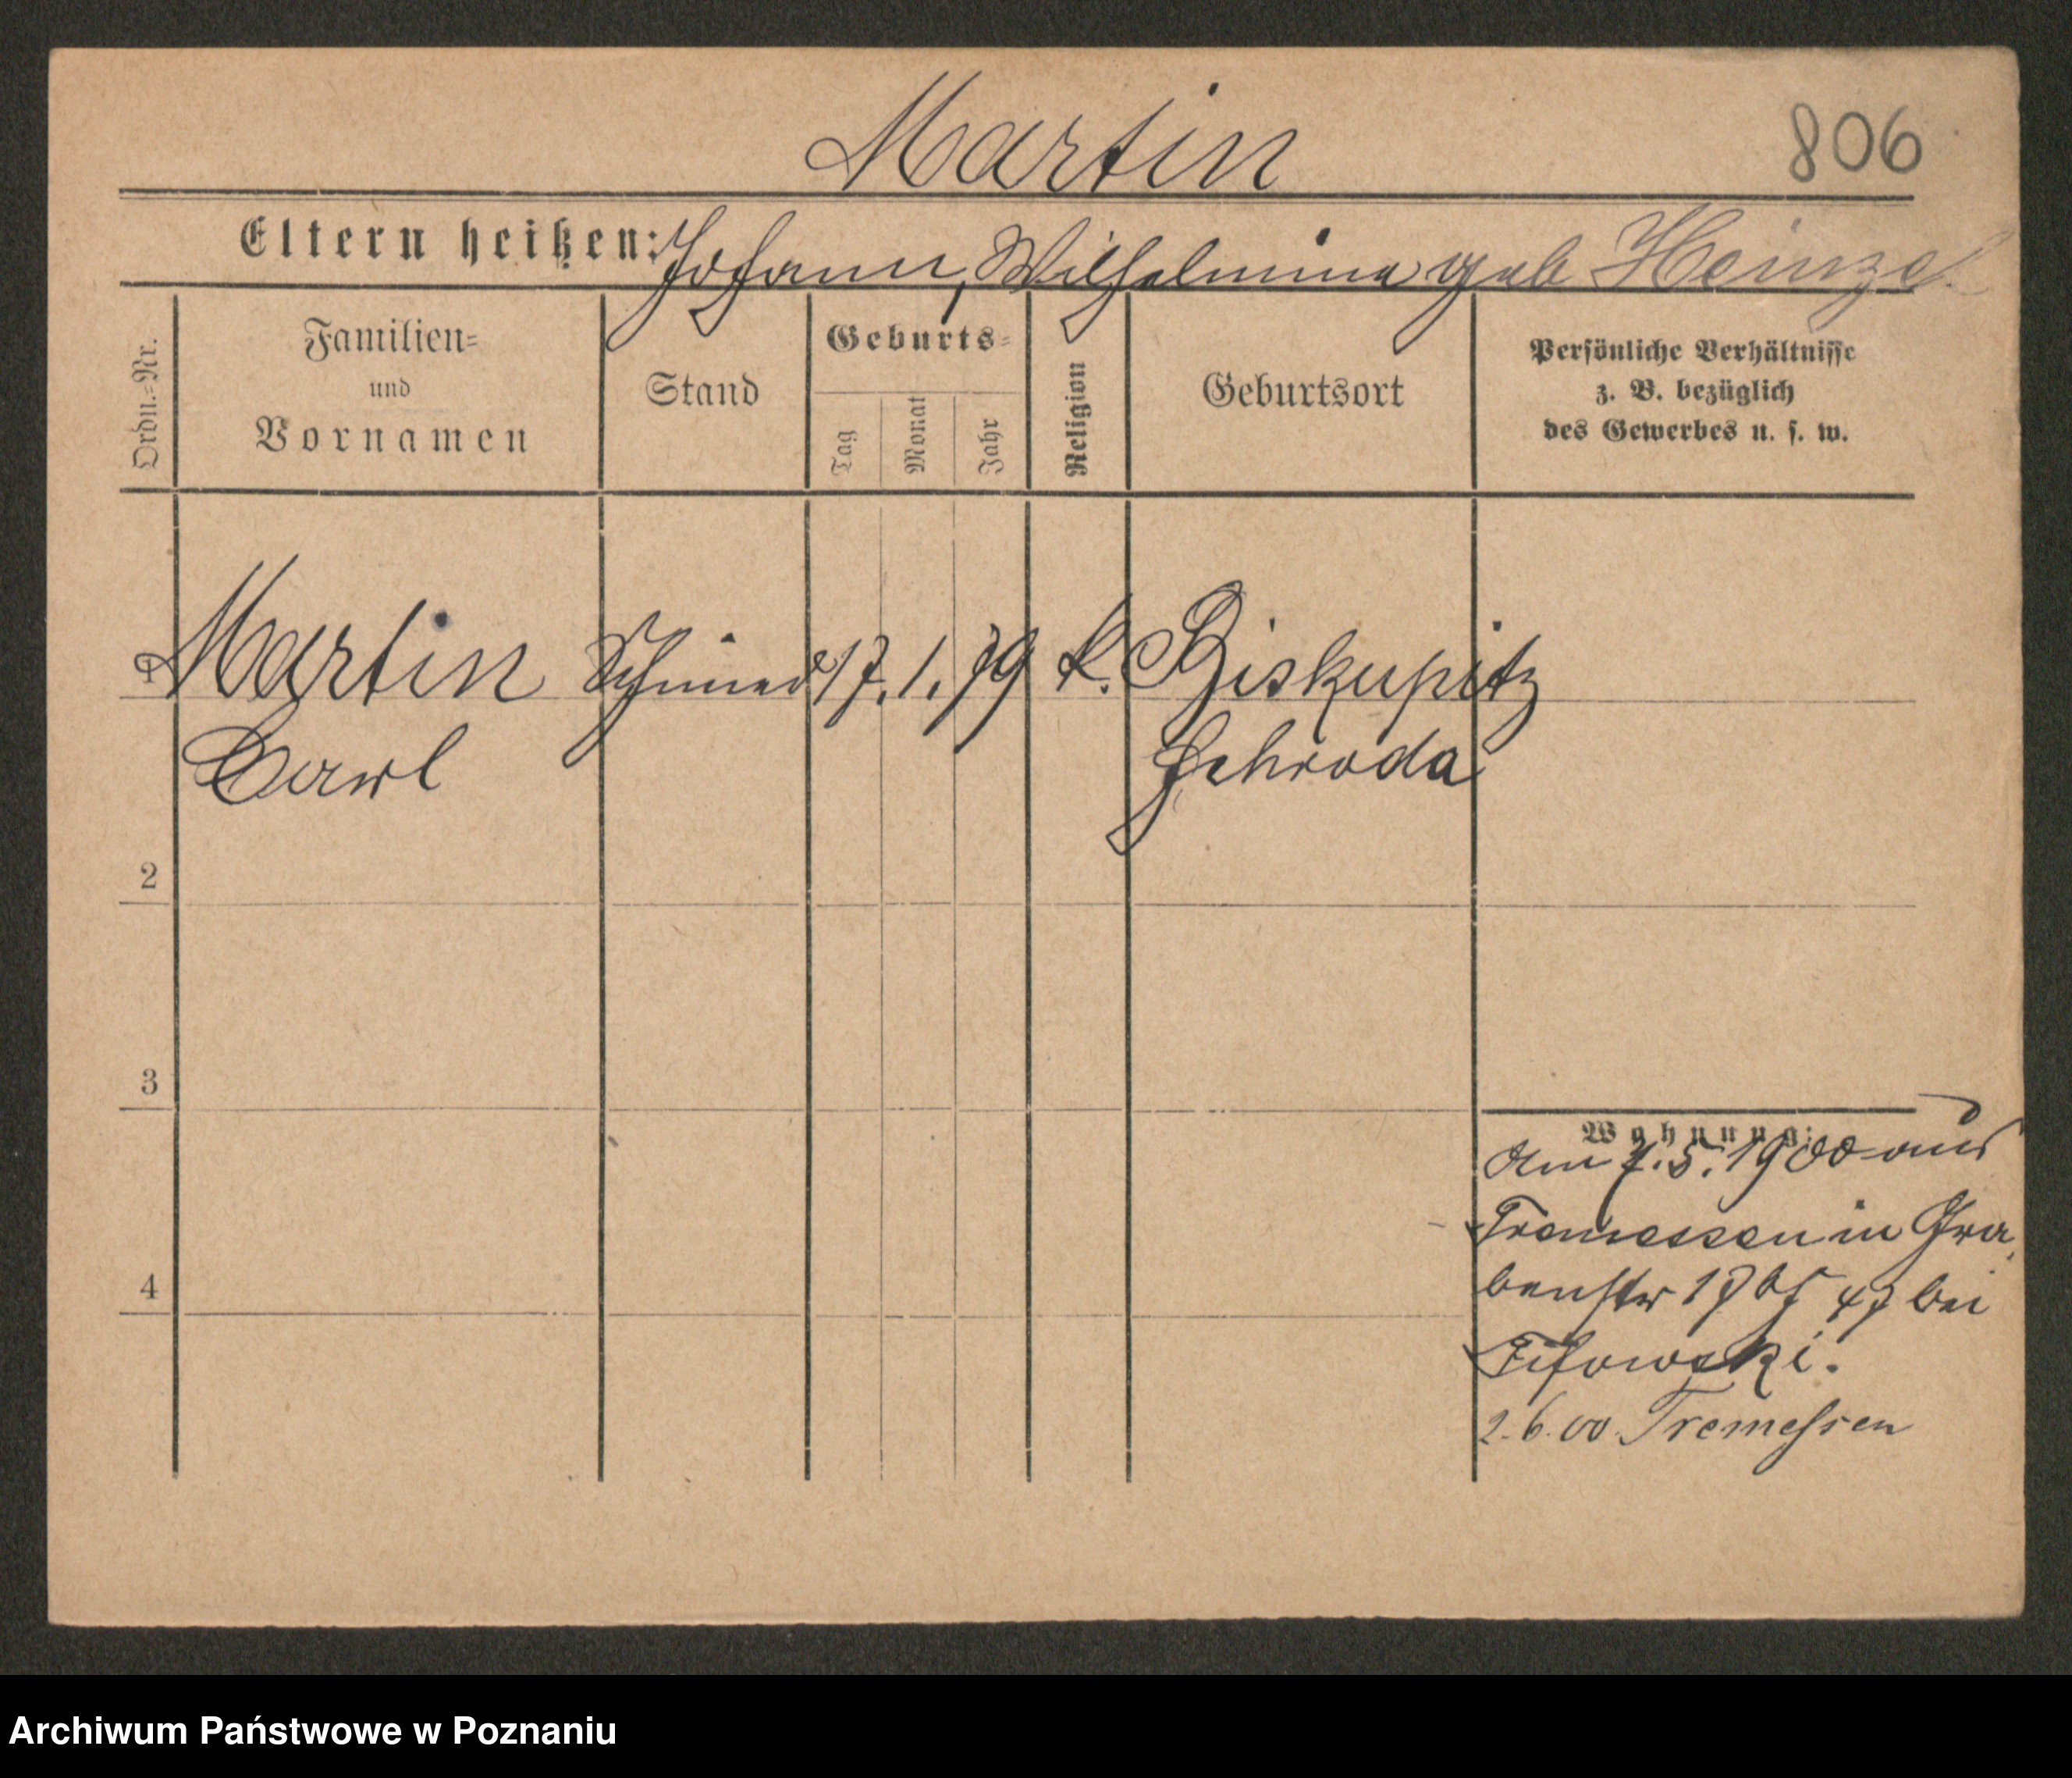 Martin
806
Eltern heißen: Johann, Wilhelmina geb Heinze.
Ordn.=Nr.
Familien=
und
Vornamen
Stand
Geburts=
Tag
Monat
Jahr
Religion
Geburtsort
Persönliche Verhältnisse
z. B. bezüglich
des Gewerbes u. s. w.
1 Martin Schmied 17. 1. 79 k. Biskupitz
Carl Schroda
2
3
4
Wohnung:
Am 7. 5. 1900 aus
Tremessen in Gra
benstr bei
2. 6. 00. Tremessen
Archiwum Państwowe w Poznaniu